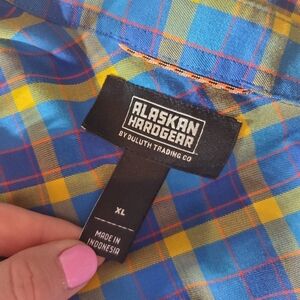 ALASKAN
HARDGEAR
BY DULUTH TRADING CO
XL
MADE IN
INDONESIA